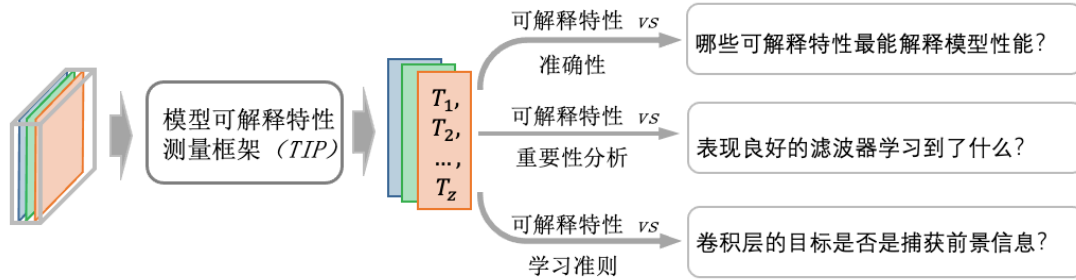 模型可解释特性
测量框架（TIP）
T₁,
T₂,
...,
T_z
可解释特性 vs
准确性
哪些可解释特性最能解释模型性能？
可解释特性 vs
重要性分析
表现良好的滤波器学习到了什么？
可解释特性 vs
学习准则
卷积层的目标是否是捕获前景信息？